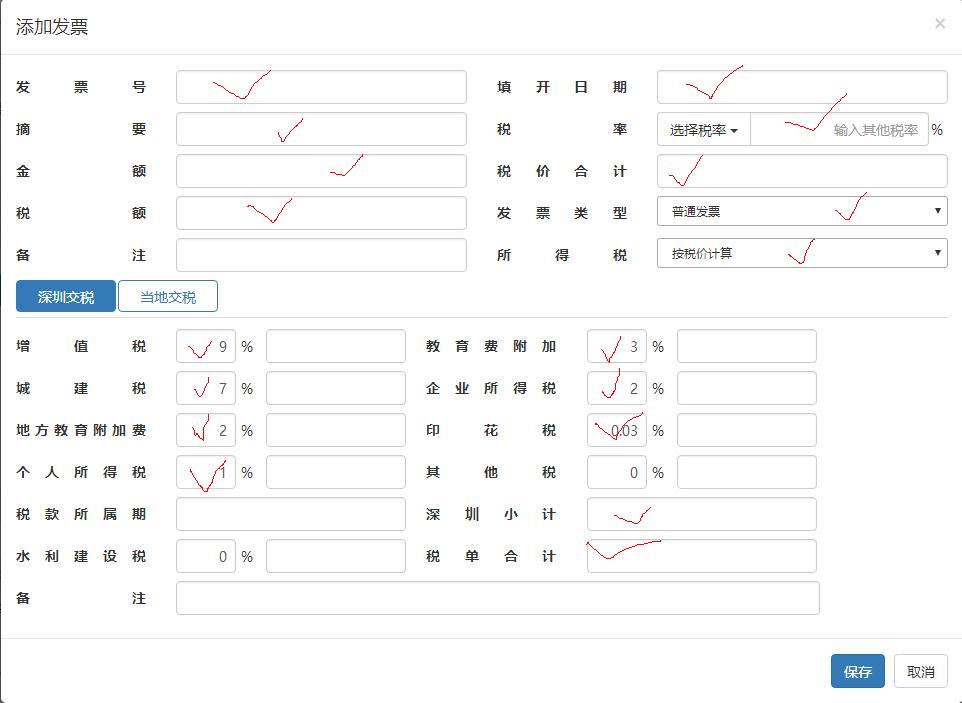 添加发票 ×
发票号 填开日期
摘要 税率 选择税率 输入其他税率 %
金额 税价合计
税额 发票类型 普通发票
备注 所得税 按税价计算
深圳交税 当地交税
增值税 9 % 教育费附加 3 %
城建税 7 % 企业所得税 2 %
地方教育附加费 2 % 印花税 0.03 %
个人所得税 1 % 其他税 0 %
税款所属期 深圳小计
水利建设税 0 % 税单合计
备注
保存 取消